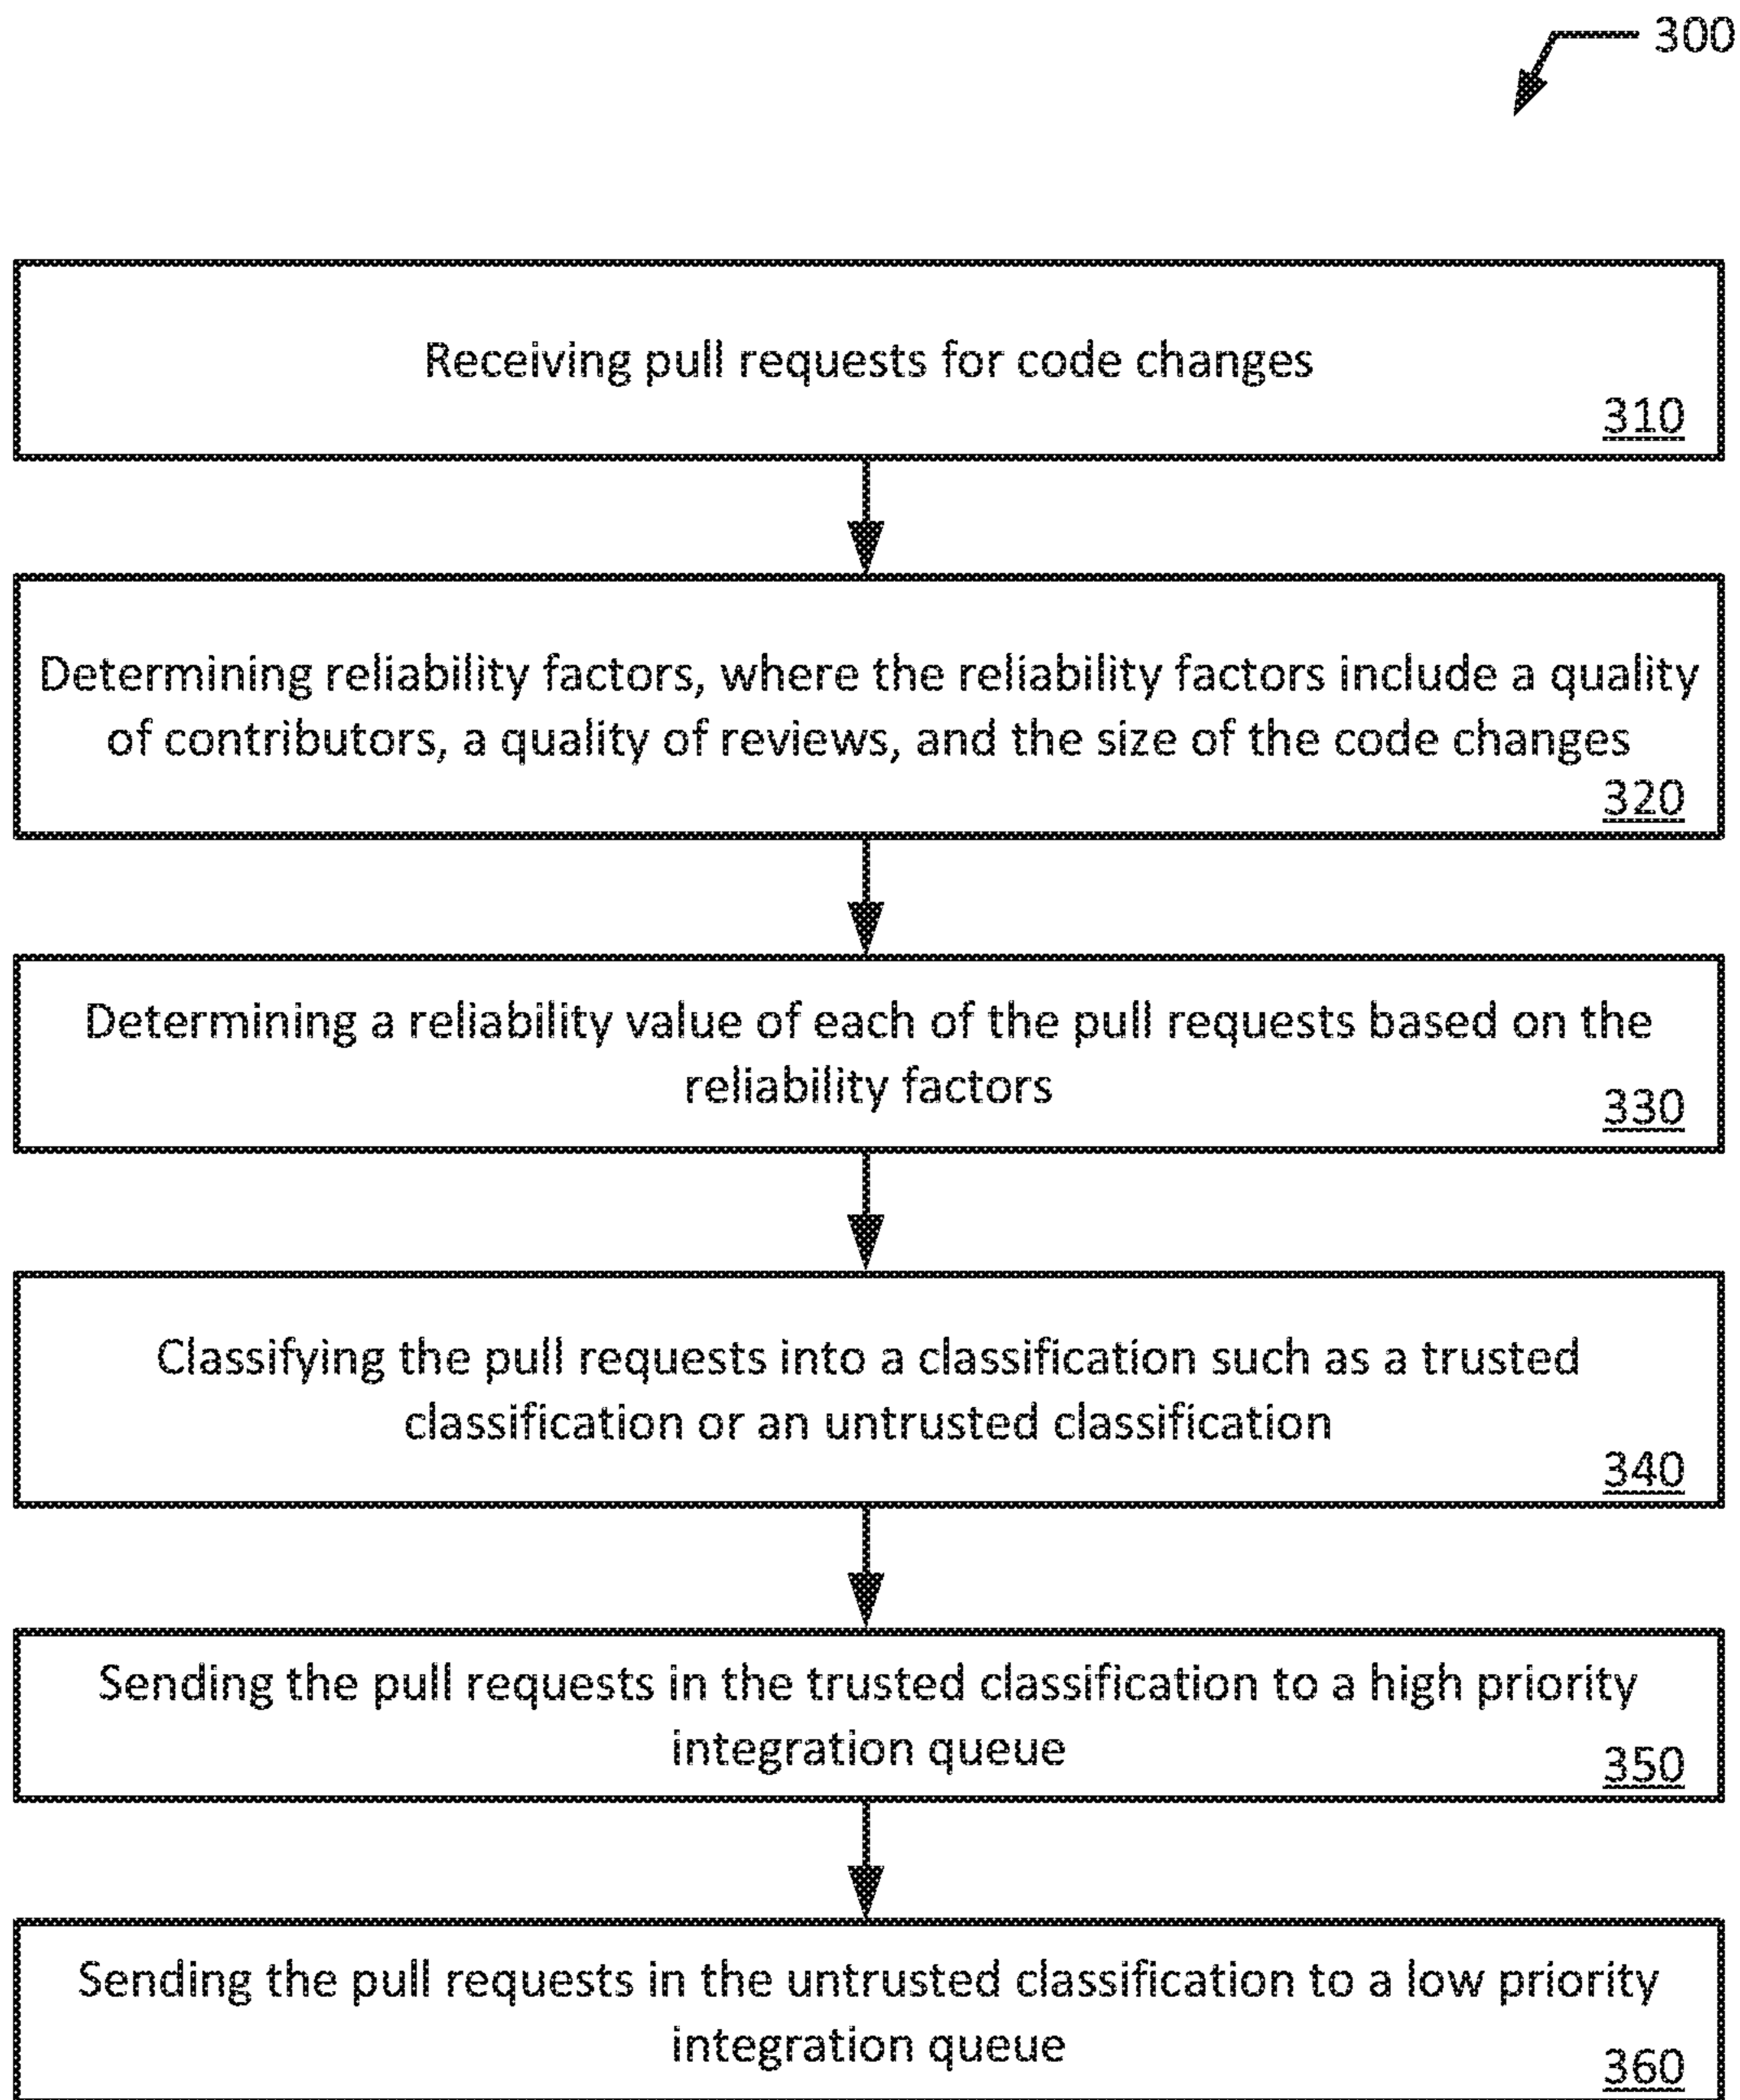 300
Receiving pull requests for code changes
310
Determining reliability factors, where the reliability factors include a quality
of contributors, a quality of reviews, and the size of the code changes
320
Determining a reliability value of each of the pull requests based on the
reliability factors
330
Classifying the pull requests into a classification such as a trusted
classification or an untrusted classification
340
Sending the pull requests in the trusted classification to a high priority
integration queue
350
Sending the pull requests in the untrusted classification to a low priority
integration queue
360